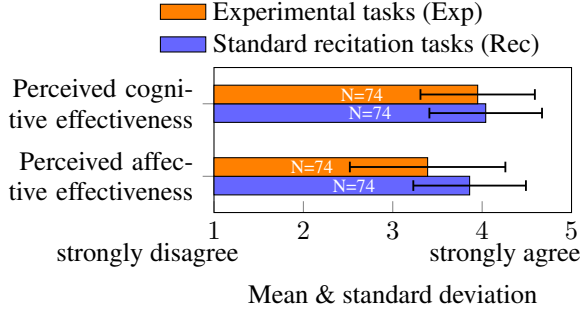 Experimental tasks (Exp)
Standard recitation tasks (Rec)
Perceived cogni-
tive effectiveness
N=74
N=74
Perceived affec-
tive effectiveness
N=74
N=74
1 2 3 4 5
strongly disagree strongly agree
Mean & standard deviation